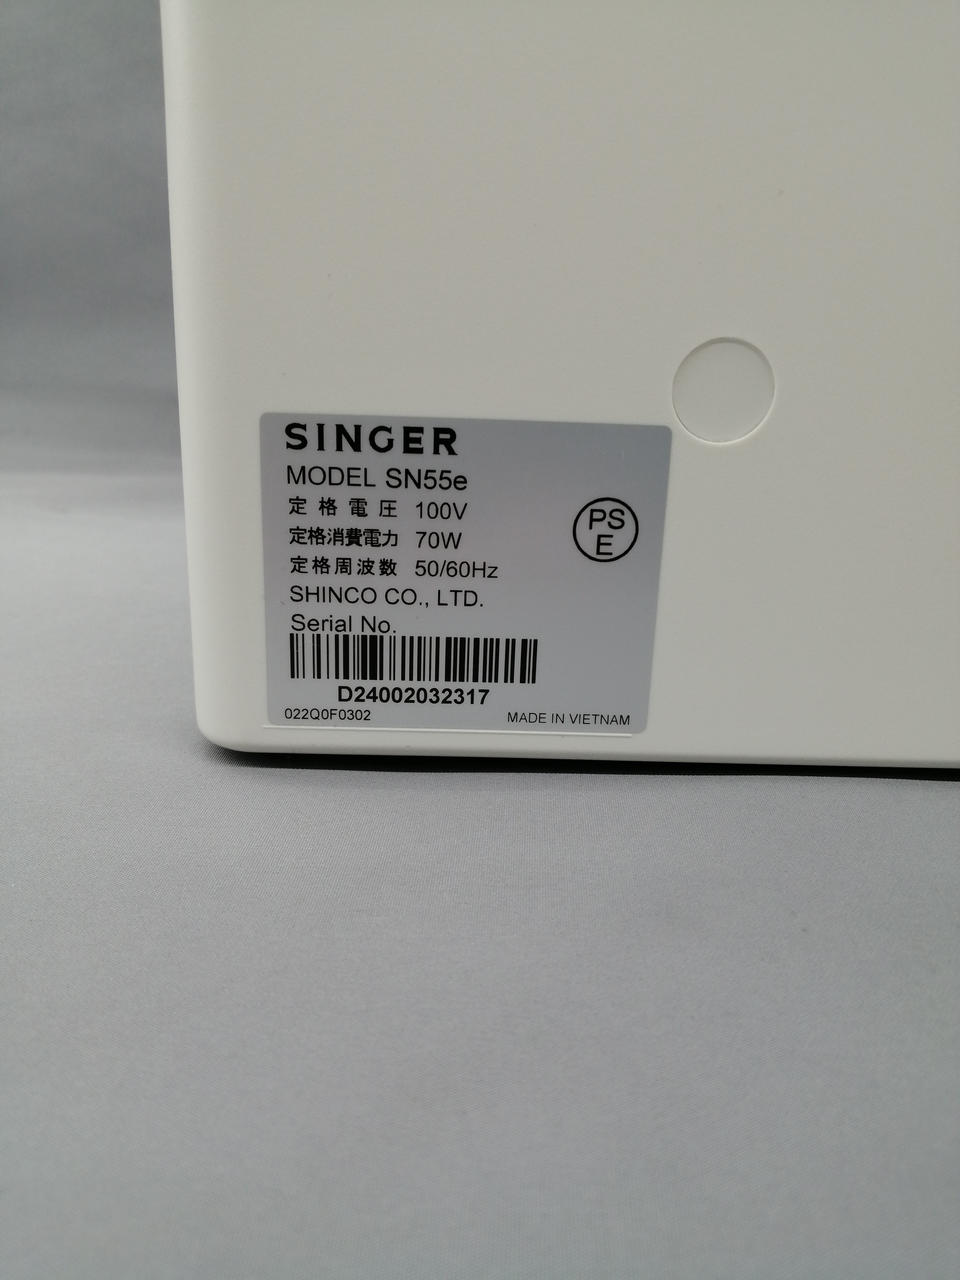 SINGER
MODEL SN55e
定格電圧 100V
定格消費電力 70W
定格周波数 50/60Hz
PS
E
SHINCO CO., LTD.
Serial No.
D24002032317
022Q0F0302
MADE IN VIETNAM